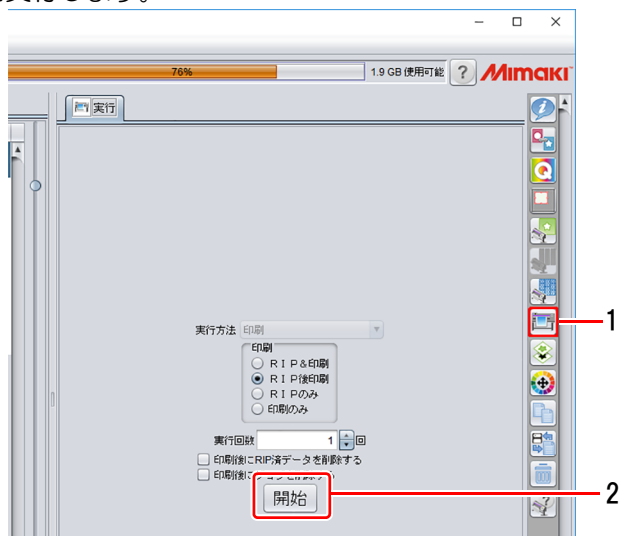 76%
1.9 GB 使用可能
?
Mimaki
実行
1
実行方法 印刷
印刷
RIP&印刷
RIP後印刷
RIPのみ
印刷のみ
実行回数 1 回
印刷後にRIP済データを削除する
印刷後に
開始
2